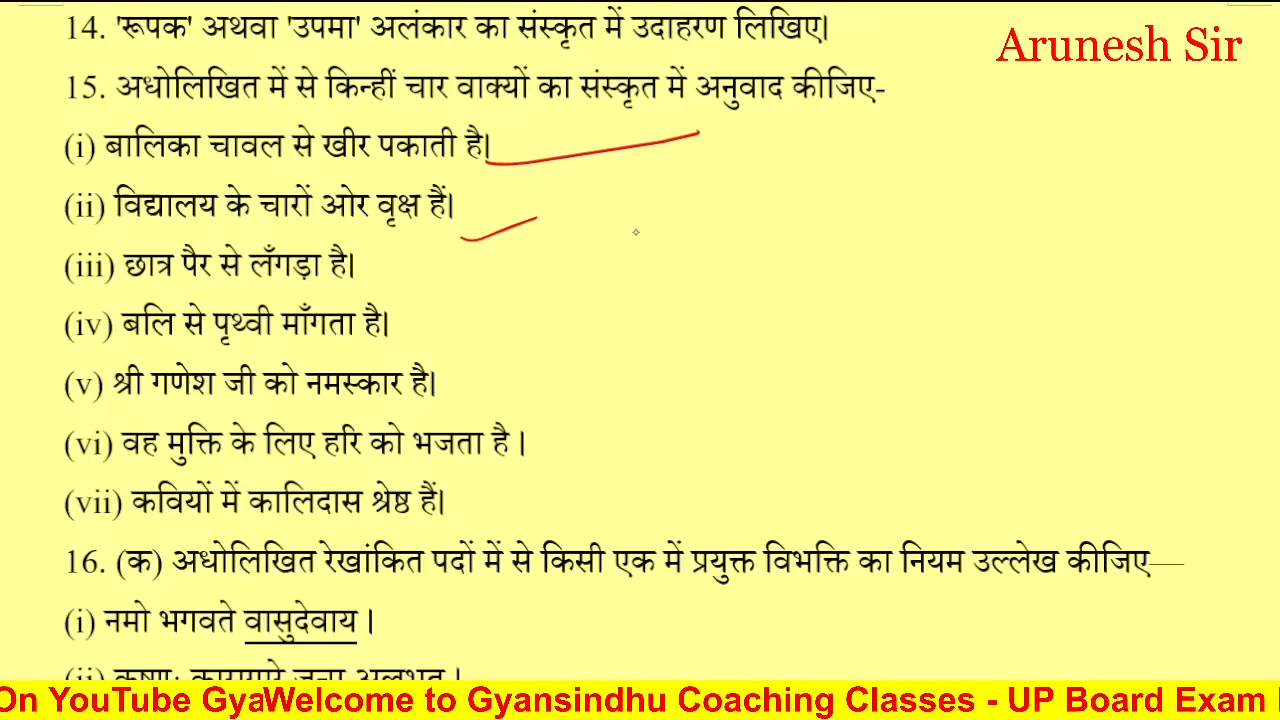 14. 'रूपक' अथवा 'उपमा' अलंकार का संस्कृत में उदाहरण लिखिए।
Arunesh Sir
15. अधोलिखित में से किन्हीं चार वाक्यों का संस्कृत में अनुवाद कीजिए-
(i) बालिका चावल से खीर पकाती है।
(ii) विद्यालय के चारों ओर वृक्ष हैं।
(iii) छात्र पैर से लँगड़ा है।
(iv) बलि से पृथ्वी माँगता है।
(v) श्री गणेश जी को नमस्कार है।
(vi) वह मुक्ति के लिए हरि को भजता है ।
(vii) कवियों में कालिदास श्रेष्ठ हैं।
16. (क) अधोलिखित रेखांकित पदों में से किसी एक में प्रयुक्त विभक्ति का नियम उल्लेख कीजिए—
(i) नमो भगवते वासुदेवाय ।
On YouTube GyaWelcome to Gyansindhu Coaching Classes - UP Board Exam